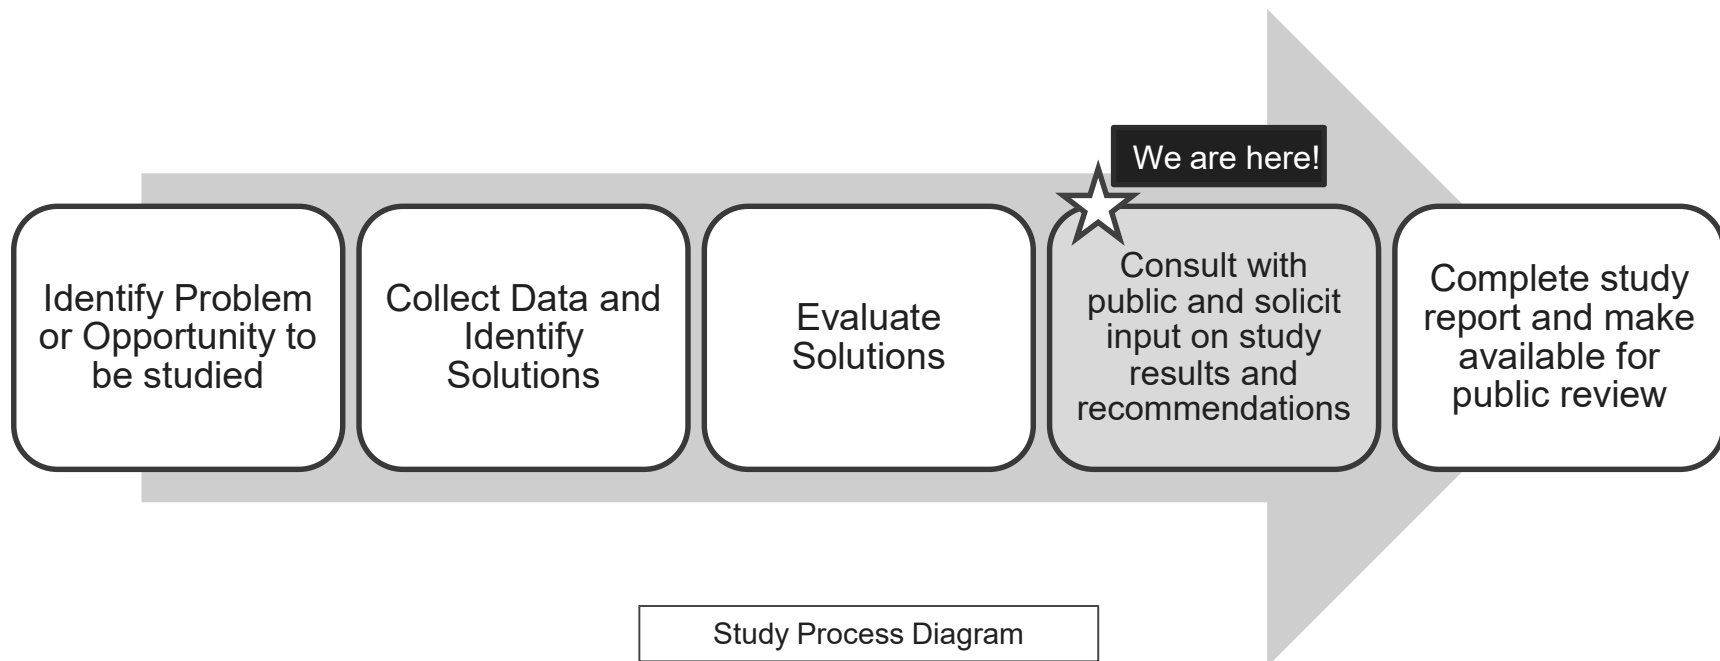 We are here!
Identify Problem
or Opportunity to
be studied
Collect Data and
Identify
Solutions
Evaluate
Solutions
Consult with
public and solicit
input on study
results and
recommendations
Complete study
report and make
available for
public review
Study Process Diagram